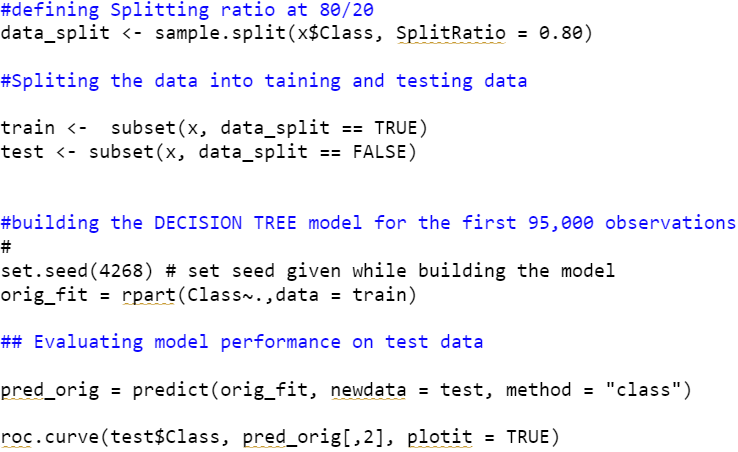 #defining Splitting ratio at 80/20
data_split <- sample.split(x$Class, SplitRatio = 0.80)
#Spliting the data into taining and testing data
train <-  subset(x, data_split == TRUE)
test <- subset(x, data_split == FALSE)
#building the DECISION TREE model for the first 95,000 observations
#
set.seed(4268) # set seed given while building the model
orig_fit = rpart(Class~.,data = train)
## Evaluating model performance on test data
pred_orig = predict(orig_fit, newdata = test, method = "class")
roc.curve(test$Class, pred_orig[,2], plotit = TRUE)